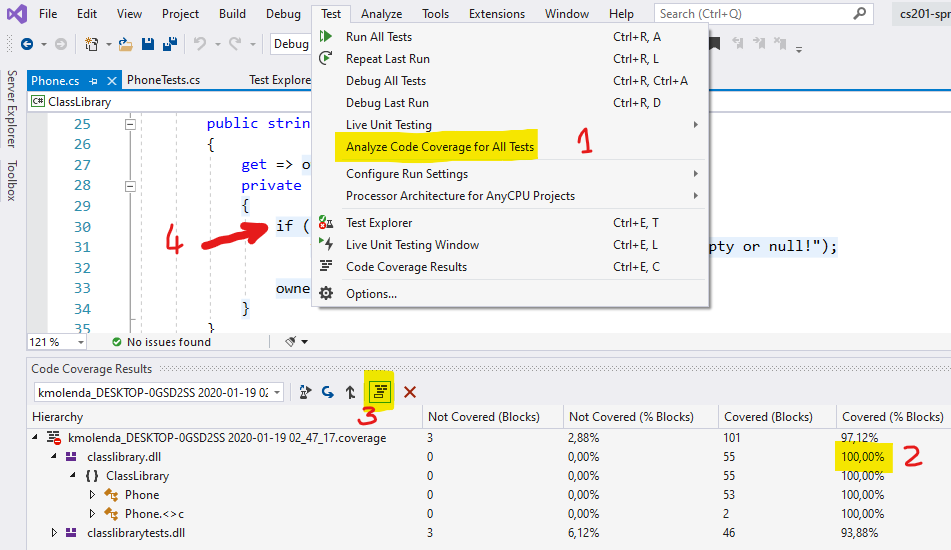 File Edit View Project Build Debug Test Analyze Tools Extensions Window Help Search (Ctrl+Q) cs201-spr
Debug
Phone.cs PhoneTests.cs Test Explore
C# ClassLibrary
Server Explorer
Toolbox
Run All Tests Ctrl+R, A
Repeat Last Run Ctrl+R, L
Debug All Tests Ctrl+R, Ctrl+A
Debug Last Run Ctrl+R, D
Live Unit Testing
Analyze Code Coverage for All Tests 1
Configure Run Settings
Processor Architecture for AnyCPU Projects
Test Explorer Ctrl+E, T
Live Unit Testing Window Ctrl+E, L
Code Coverage Results Ctrl+E, C
Options...
25 public strin
26 {
27 get => o
28 private
29 {
4
30 if (
31 pty or null!");
32
33 owne
34 }
35 }
121 % No issues found
Code Coverage Results
kmolenda_DESKTOP-0GSD2SS 2020-01-19 02:
3
Hierarchy Not Covered (Blocks) Not Covered (% Blocks) Covered (Blocks) Covered (% Blocks)
kmolenda_DESKTOP-0GSD2SS 2020-01-19 02_47_17.coverage 3 2,88% 101 97,12%
classlibrary.dll 0 0,00% 55 100,00% 2
{ } ClassLibrary 0 0,00% 55 100,00%
Phone 0 0,00% 53 100,00%
Phone.<>c 0 0,00% 2 100,00%
classlibrarytests.dll 3 6,12% 46 93,88%